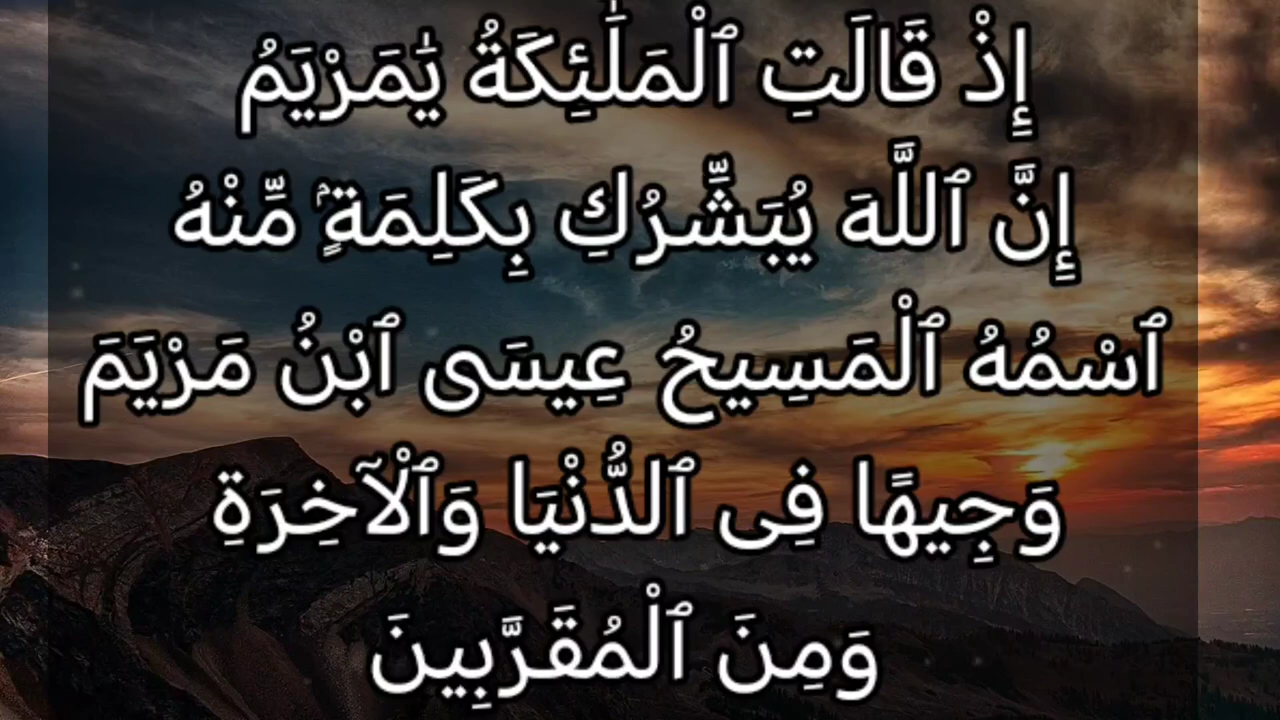 إِذْ قَالَتِ ٱلْمَلَٰٓئِكَةُ يَٰمَرْيَمُ
إِنَّ ٱللَّهَ يُبَشِّرُكِ بِكَلِمَةٍۢ مِّنْهُ
ٱسْمُهُ ٱلْمَسِيحُ عِيسَى ٱبْنُ مَرْيَمَ
وَجِيهًا فِى ٱلدُّنْيَا وَٱلْآخِرَةِ
وَمِنَ ٱلْمُقَرَّبِينَ